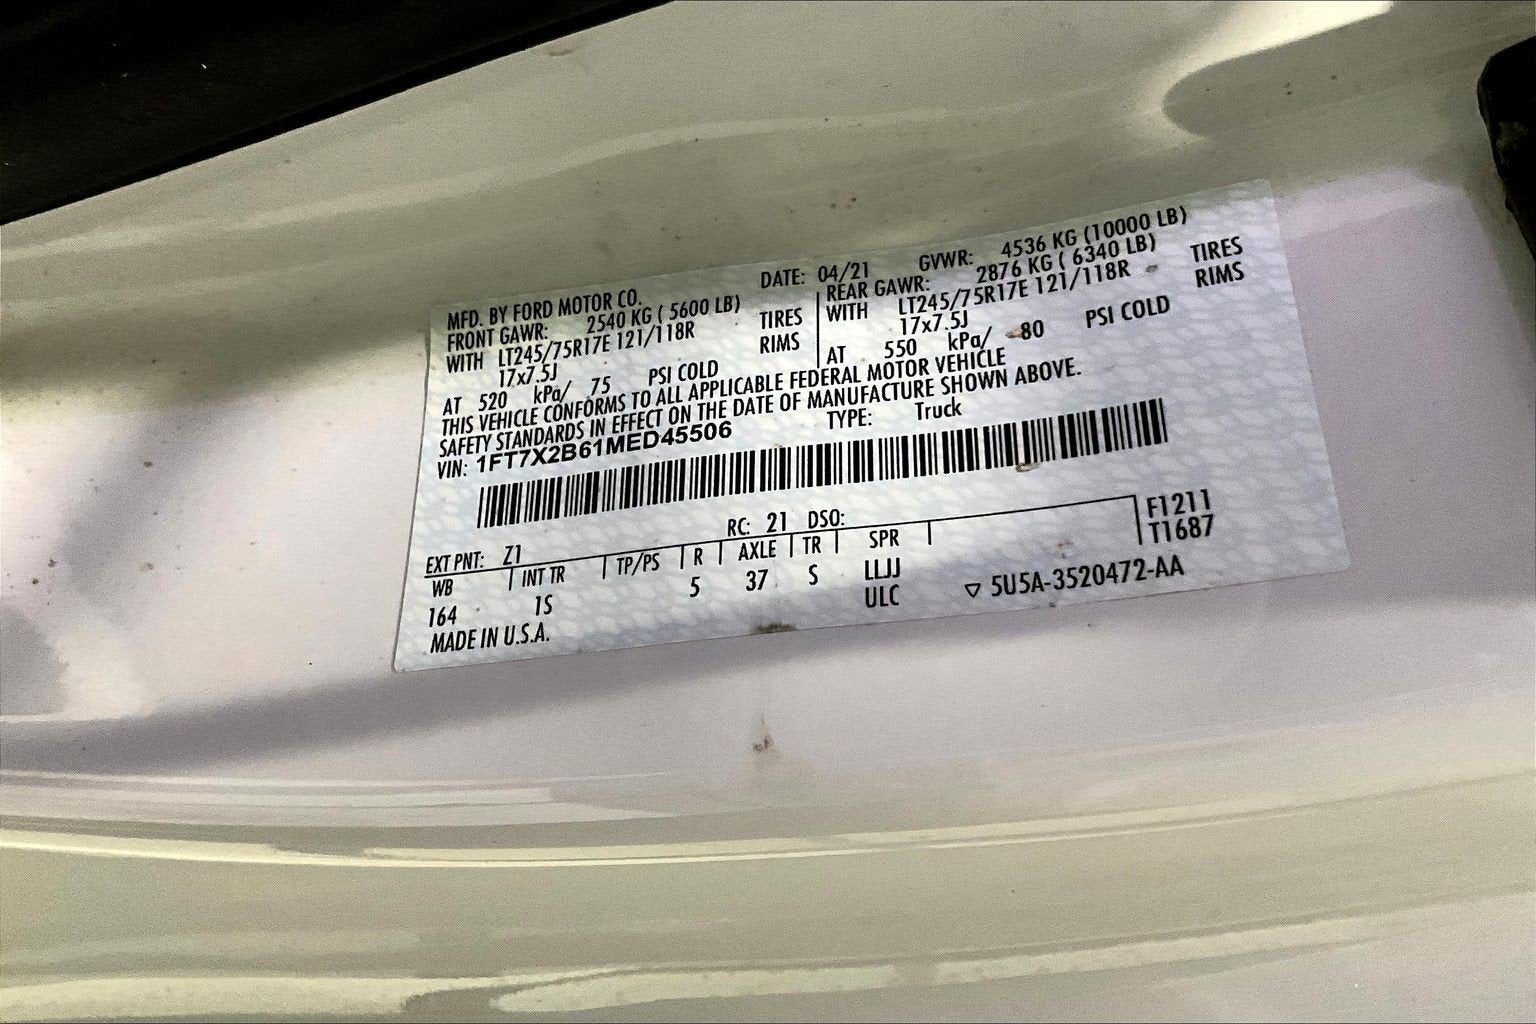 DATE: 04/21 GVWR: 4536 KG (10000 LB)
MFD. BY FORD MOTOR CO.
FRONT GAWR: 2540 KG ( 5600 LB)
WITH LT245/75R17E 121/118R TIRES
17x7.5J RIMS
AT 520 kPa/ 75 PSI COLD
REAR GAWR: 2876 KG ( 6340 LB)
WITH LT245/75R17E 121/118R TIRES
17x7.5J RIMS
AT 550 kPa/ 80 PSI COLD
THIS VEHICLE CONFORMS TO ALL APPLICABLE FEDERAL MOTOR VEHICLE
SAFETY STANDARDS IN EFFECT ON THE DATE OF MANUFACTURE SHOWN ABOVE.
VIN: 1FT7X2B61MED45506 TYPE: Truck
F1211
T1687
EXT PNT: Z1 RC: 21 DSO:
WB INT TR TP/PS R AXLE TR SPR
164 1S 5 37 S LLJJ
ULC
MADE IN U.S.A. ▽ 5U5A-3520472-AA